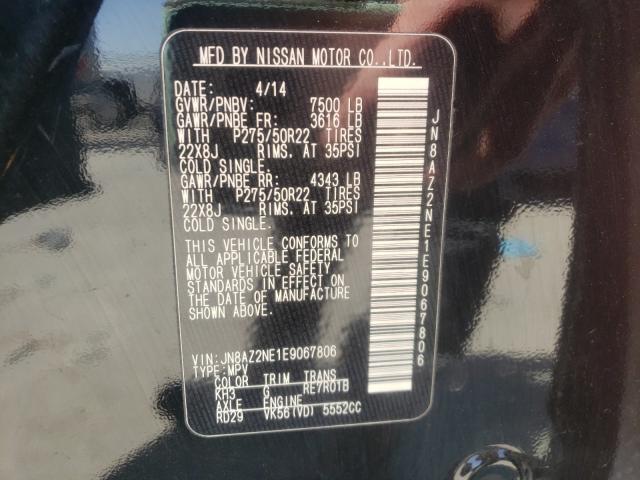 MFD BY NISSAN MOTOR CO.,LTD.
DATE: 4/14
GVWR/PNBV: 7500 LB
GAWR/PNBE FR: 3616 LB
WITH P275/50R22 TIRES
22X8J RIMS. AT 35PSI
COLD SINGLE.
GAWR/PNBE RR: 4343 LB
WITH P275/50R22 TIRES
22X8J RIMS. AT 35PSI
COLD SINGLE.
THIS VEHICLE CONFORMS TO
ALL APPLICABLE FEDERAL
MOTOR VEHICLE SAFETY
STANDARDS IN EFFECT ON
THE DATE OF MANUFACTURE
SHOWN ABOVE.
VIN:JN8AZ2NE1E9067806
TYPE:MPV
COLOR TRIM TRANS
KH3 G RE7R01B
AXLE ENGINE
RD29 VK56(VD) 5552CC
JN8AZ2NE1E9067806